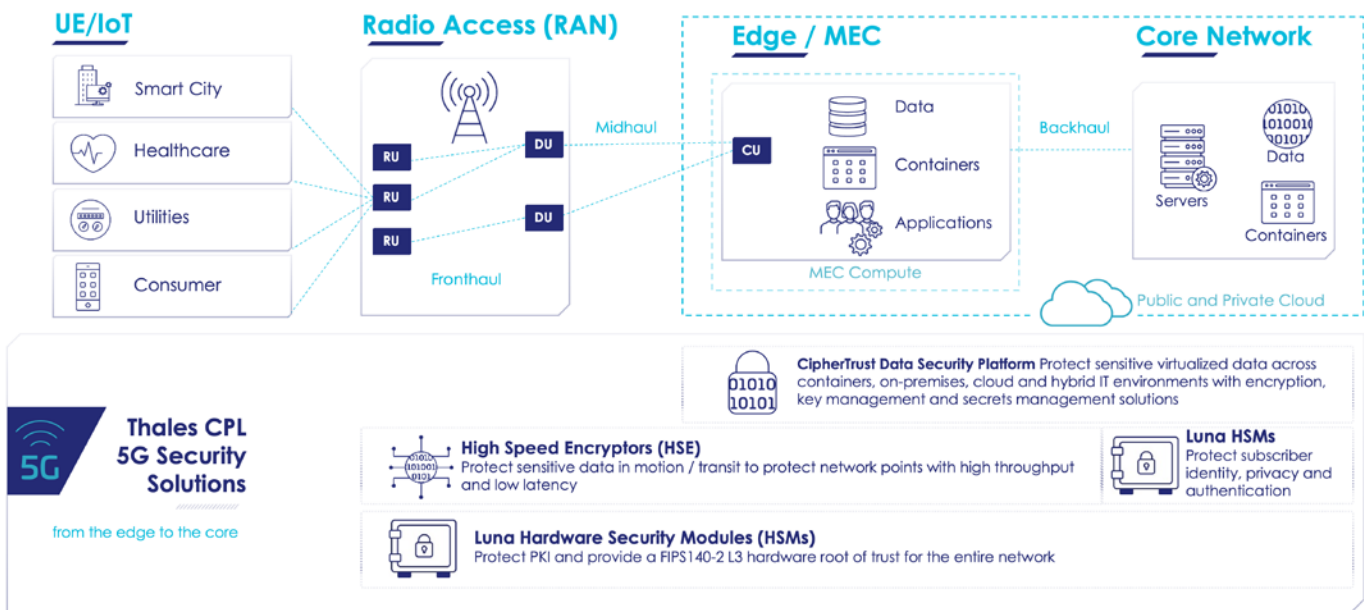 UE/IoT
Smart City
Healthcare
Utilities
Consumer
Radio Access (RAN)
RU
RU
RU
DU
DU
Fronthaul
Midhaul
Edge / MEC
CU
Data
Containers
Applications
MEC Compute
Backhaul
Core Network
Servers
01010
1010010
01011
Data
Containers
Public and Private Cloud
5G
Thales CPL
5G Security
Solutions
from the edge to the core
01010
10101
CipherTrust Data Security Platform Protect sensitive virtualized data across
containers, on-premises, cloud and hybrid IT environments with encryption,
key management and secrets management solutions
High Speed Encryptors (HSE)
Protect sensitive data in motion / transit to protect network points with high throughput
and low latency
Luna HSMs
Protect subscriber
identity, privacy and
authentication
Luna Hardware Security Modules (HSMs)
Protect PKI and provide a FIPS140-2 L3 hardware root of trust for the entire network